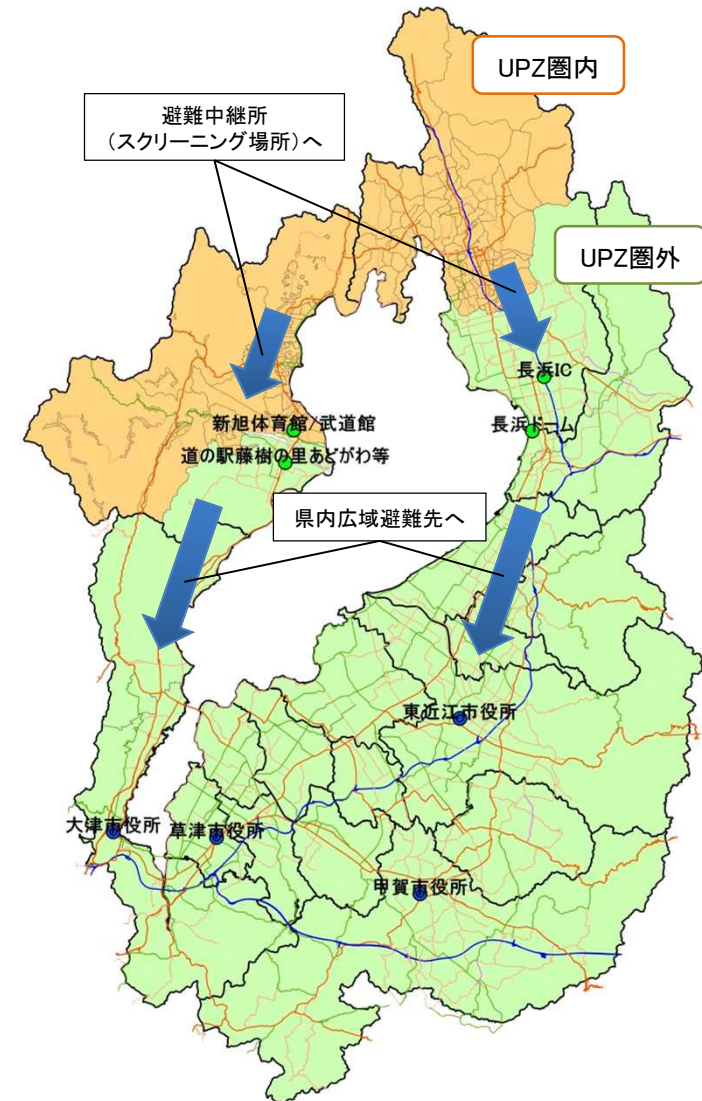 UPZ圏内
避難中継所
(スクリーニング場所)へ
UPZ圏外
長浜IC
新旭体育館/武道館
長浜ドーム
道の駅藤樹の里あどがわ等
県内広域避難先へ
東近江市役所
大津市役所
草津市役所
甲賀市役所